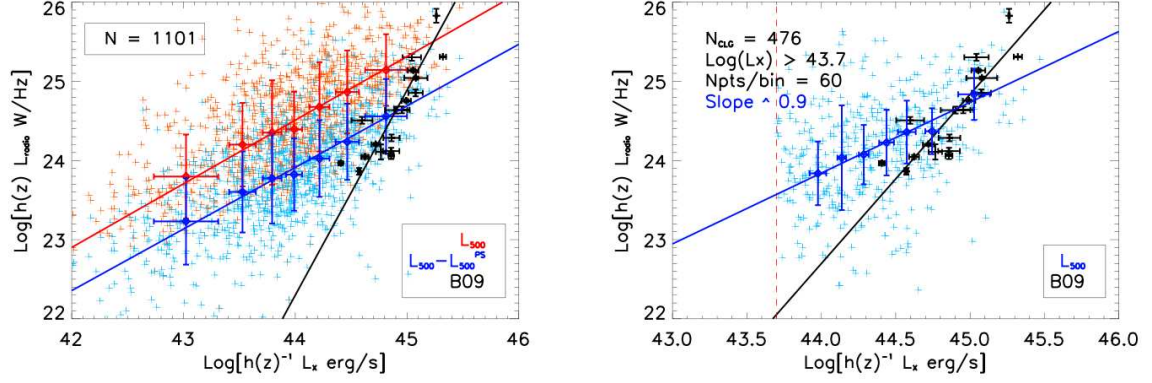 26
25
24
23
22
Log[h(z) L_radio W/Hz]
N = 1101
L_500
PS
L_500-L_500
B09
42
43
44
45
46
Log[h(z)^-1 L_x erg/s]
26
25
24
23
22
Log[h(z) L_radio W/Hz]
N_CLG = 476
Log(Lx) > 43.7
Npts/bin = 60
Slope ~ 0.9
L_500
B09
43.0
43.5
44.0
44.5
45.0
45.5
46.0
Log[h(z)^-1 L_x erg/s]